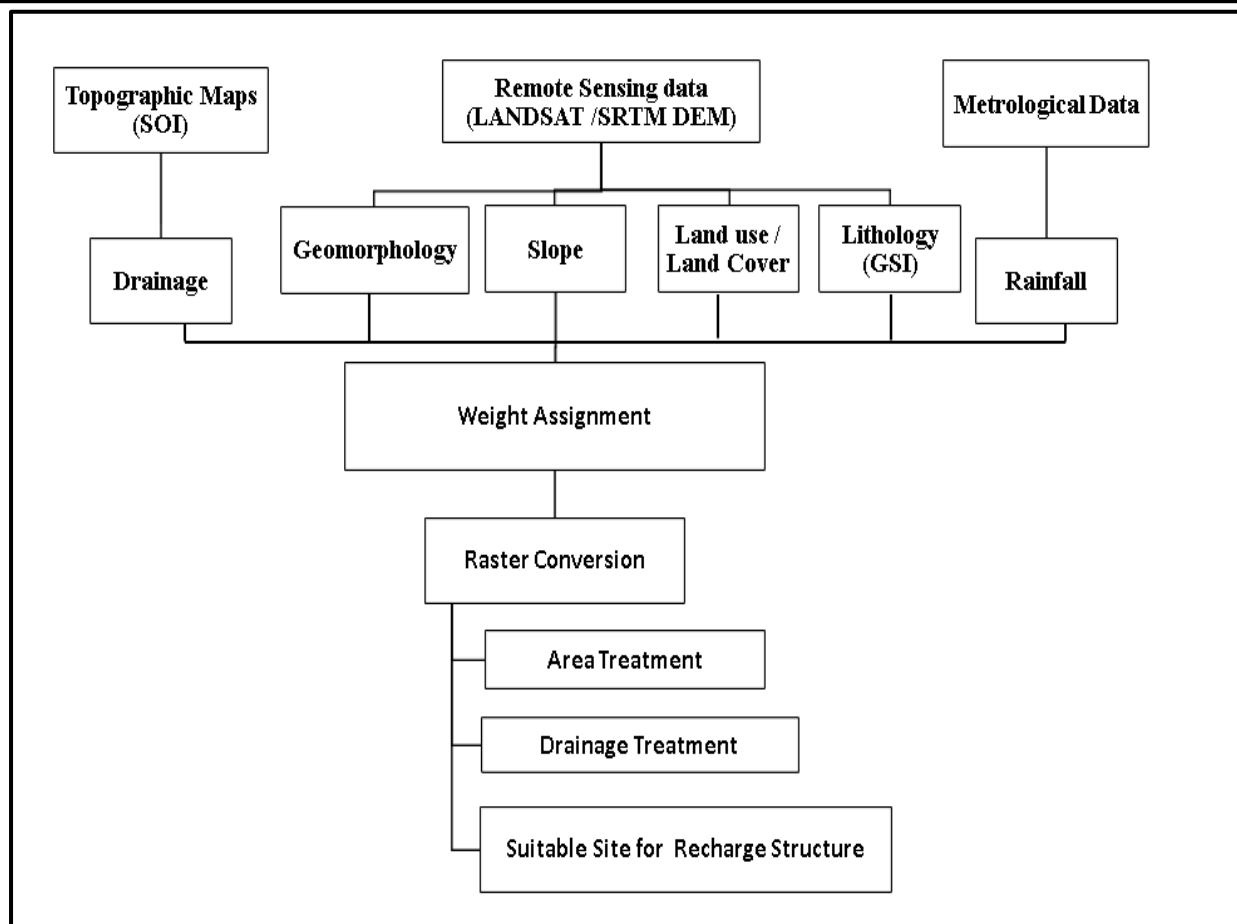 Topographic Maps
(SOI)
Remote Sensing data
(LANDSAT /SRTM DEM)
Metrological Data
Drainage
Geomorphology
Slope
Land use /
Land Cover
Lithology
(GSI)
Rainfall
Weight Assignment
Raster Conversion
Area Treatment
Drainage Treatment
Suitable Site for Recharge Structure